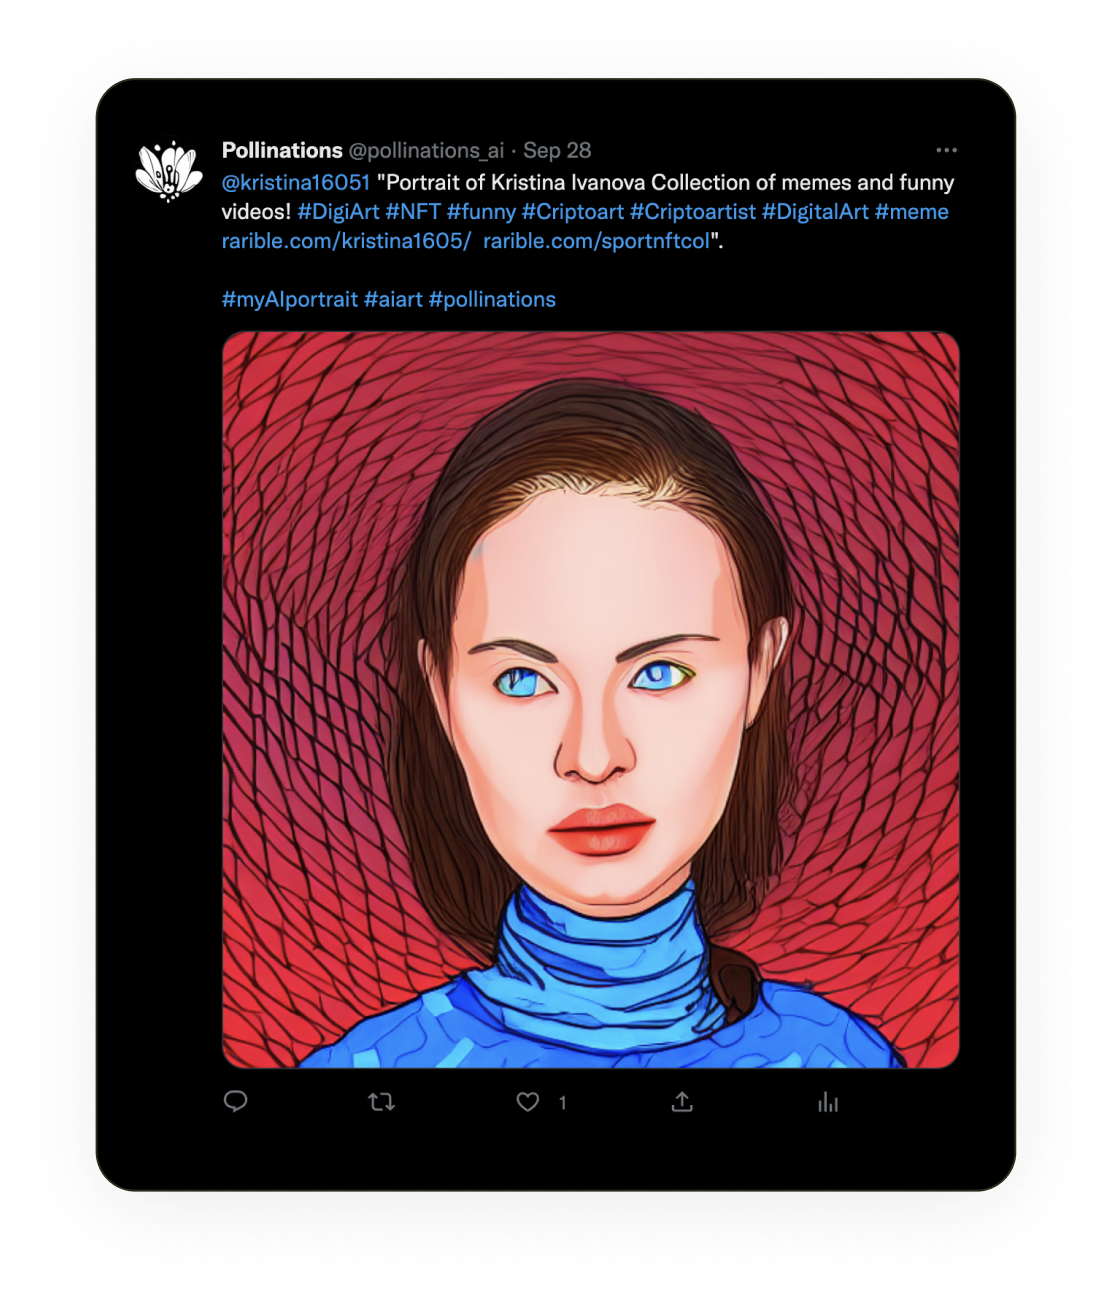 Pollinations @pollinations_ai · Sep 28
@kristina16051 "Portrait of Kristina Ivanova Collection of memes and funny
videos! #DigiArt #NFT #funny #Criptoart #Criptoartist #DigitalArt #meme
rarible.com/kristina1605/ rarible.com/sportnftcol".
#myAIportrait #aiart #pollinations
1